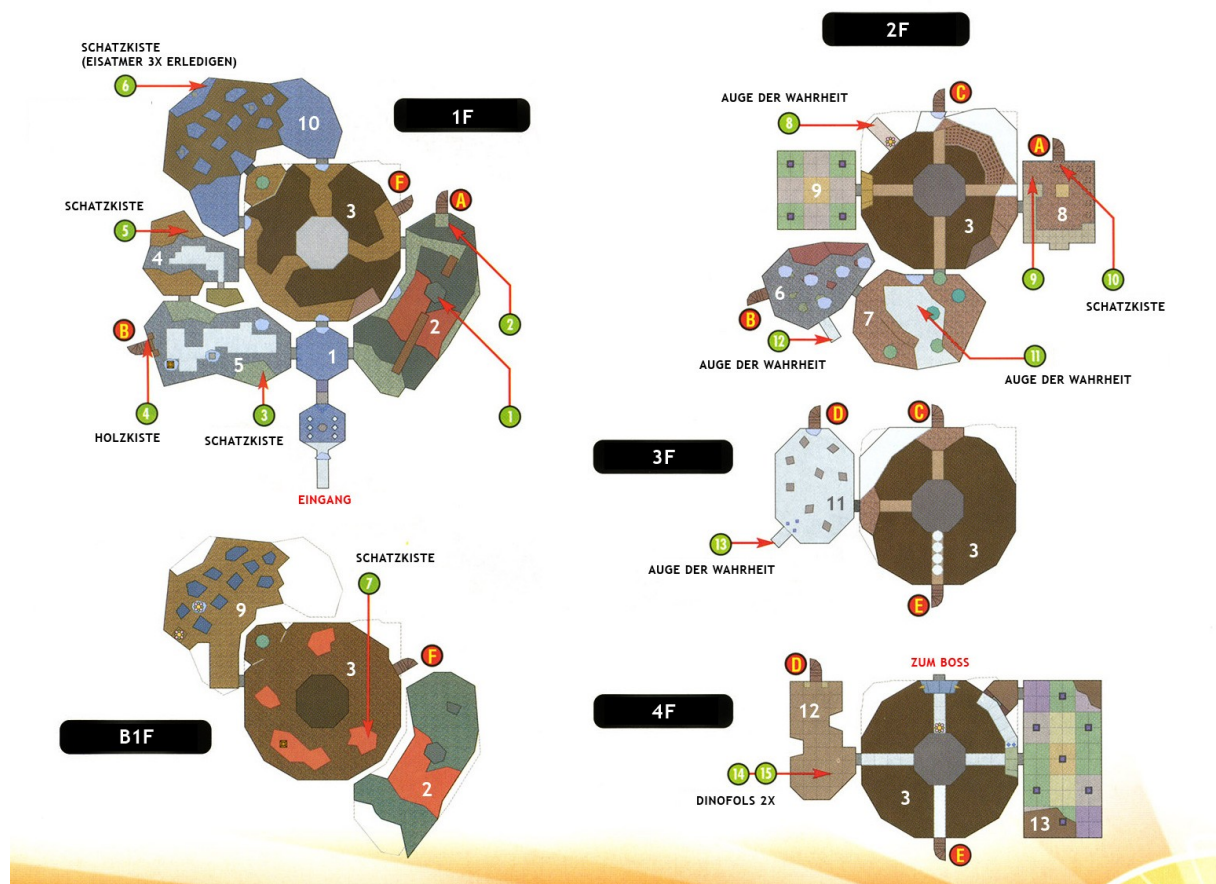 SCHATZKISTE
(EISATMER 3X ERLEDIGEN)
6
10
1F
F
A
3
SCHATZKISTE
5
4
2
2
B
5
1
4
3
1
HOLZKISTE
SCHATZKISTE
EINGANG
2F
C
AUGE DER WAHRHEIT
8
A
9
8
3
6
9
10
SCHATZKISTE
B
7
12
11
AUGE DER WAHRHEIT
AUGE DER WAHRHEIT
3F
D
C
11
13
3
AUGE DER WAHRHEIT
E
B1F
SCHATZKISTE
7
9
3
F
2
4F
D
ZUM BOSS
12
14
15
DINOFOLS 2X
3
13
E